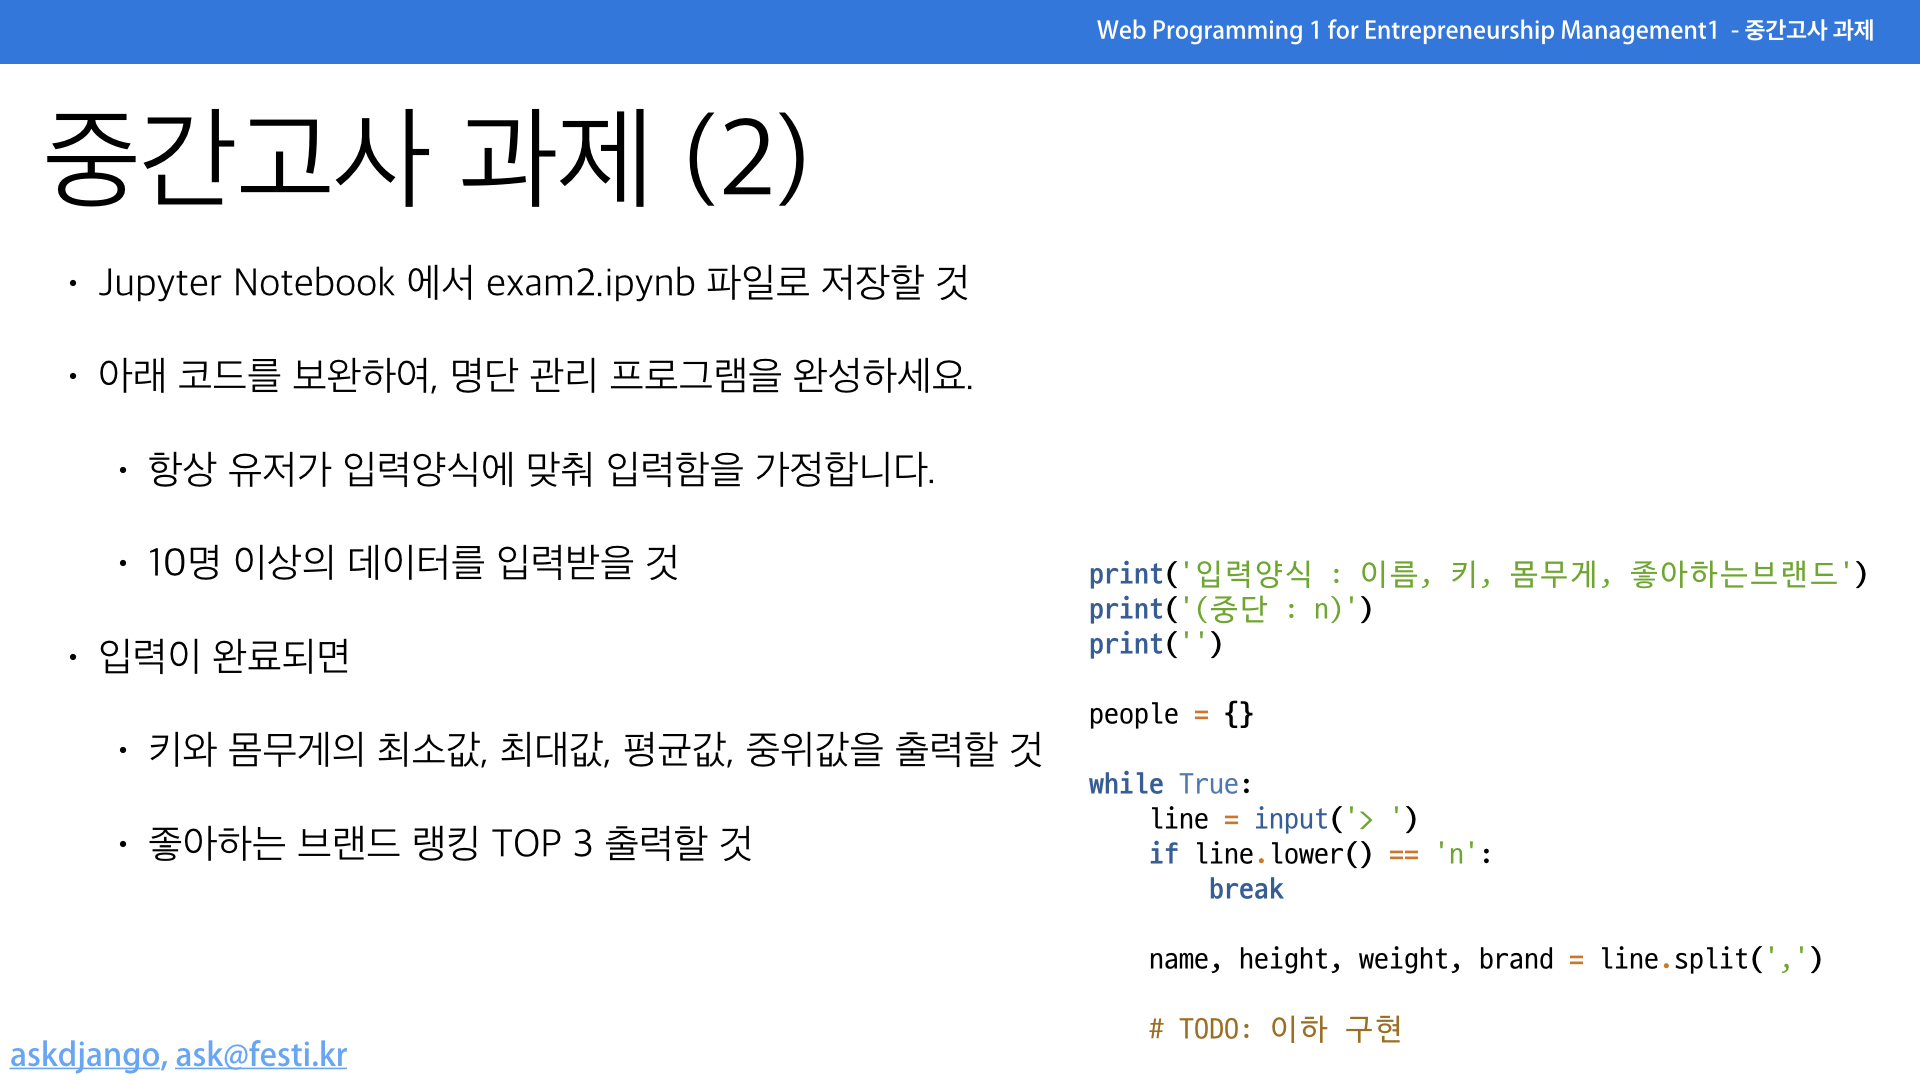 Web Programming 1 for Entrepreneurship Management1 - 중간고사 과제
중간고사 과제 (2)
• Jupyter Notebook 에서 exam2.ipynb 파일로 저장할 것
• 아래 코드를 보완하여, 명단 관리 프로그램을 완성하세요.
• 항상 유저가 입력양식에 맞춰 입력함을 가정합니다.
• 10명 이상의 데이터를 입력받을 것
• 입력이 완료되면
• 키와 몸무게의 최소값, 최대값, 평균값, 중위값을 출력할 것
• 좋아하는 브랜드 랭킹 TOP 3 출력할 것
print('입력양식 : 이름, 키, 몸무게, 좋아하는브랜드')
print('(중단 : n)')
print('')
people = {}
while True:
    line = input('> ')
    if line.lower() == 'n':
        break
    name, height, weight, brand = line.split(',')
    # TODO: 이하 구현
askdjango, ask@festi.kr